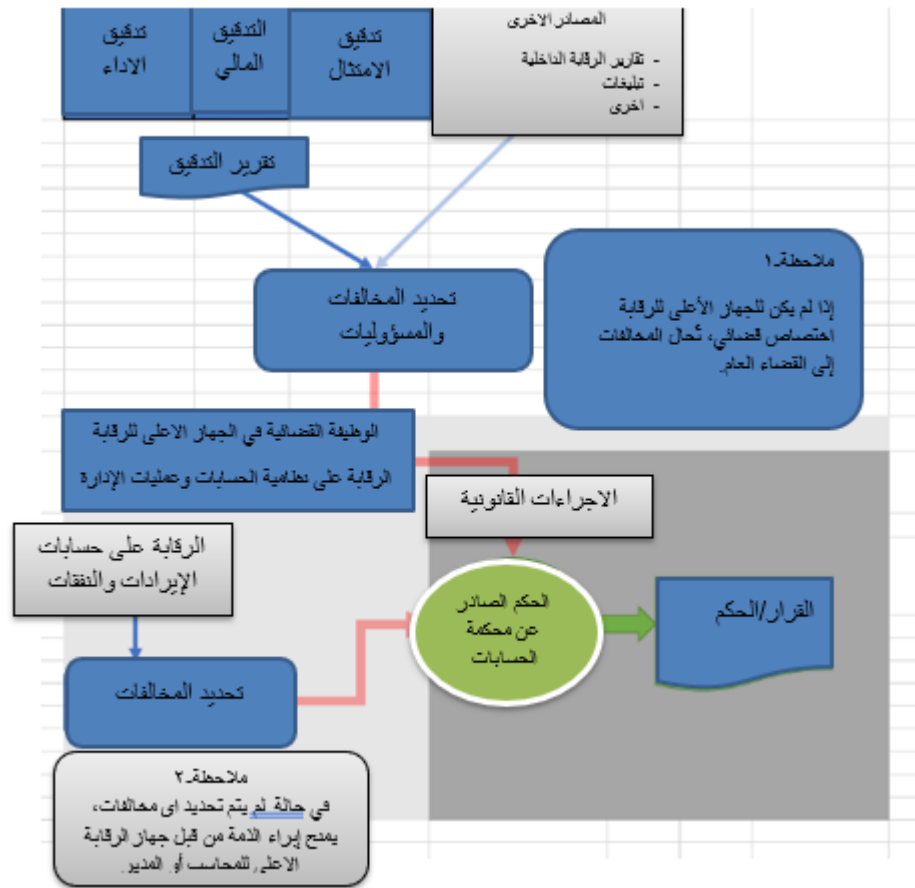 المصادر الاخرى
- تقارير الرقابة الداخلية
- تبليغات
- اخرى
تدقيق
الامتثال
التدقيق
المالي
تدقيق
الاداء
تقرير التدقيق
تحديد المخالفات
والمسؤوليات
ملاحظة-١
إذا لم يكن للجهاز الأعلى للرقابة
اختصاص قضائي، تُحال المخالفات
إلى القضاء العام.
الوظيفة القضائية في الجهاز الاعلى للرقابة
الرقابة على نظامية الحسابات وعمليات الإدارة
الاجراءات القانونية
الرقابة على حسابات
الإيرادات والنفقات
الحكم الصادر
عن محكمة
الحسابات
القرار/الحكم
تحديد المخالفات
ملاحظة-٢
في حالة لم يتم تحديد اى مخالفات،
يمنح إبراء الذمة من قبل جهاز الرقابة
الاعلى للمحاسب أو المدير.